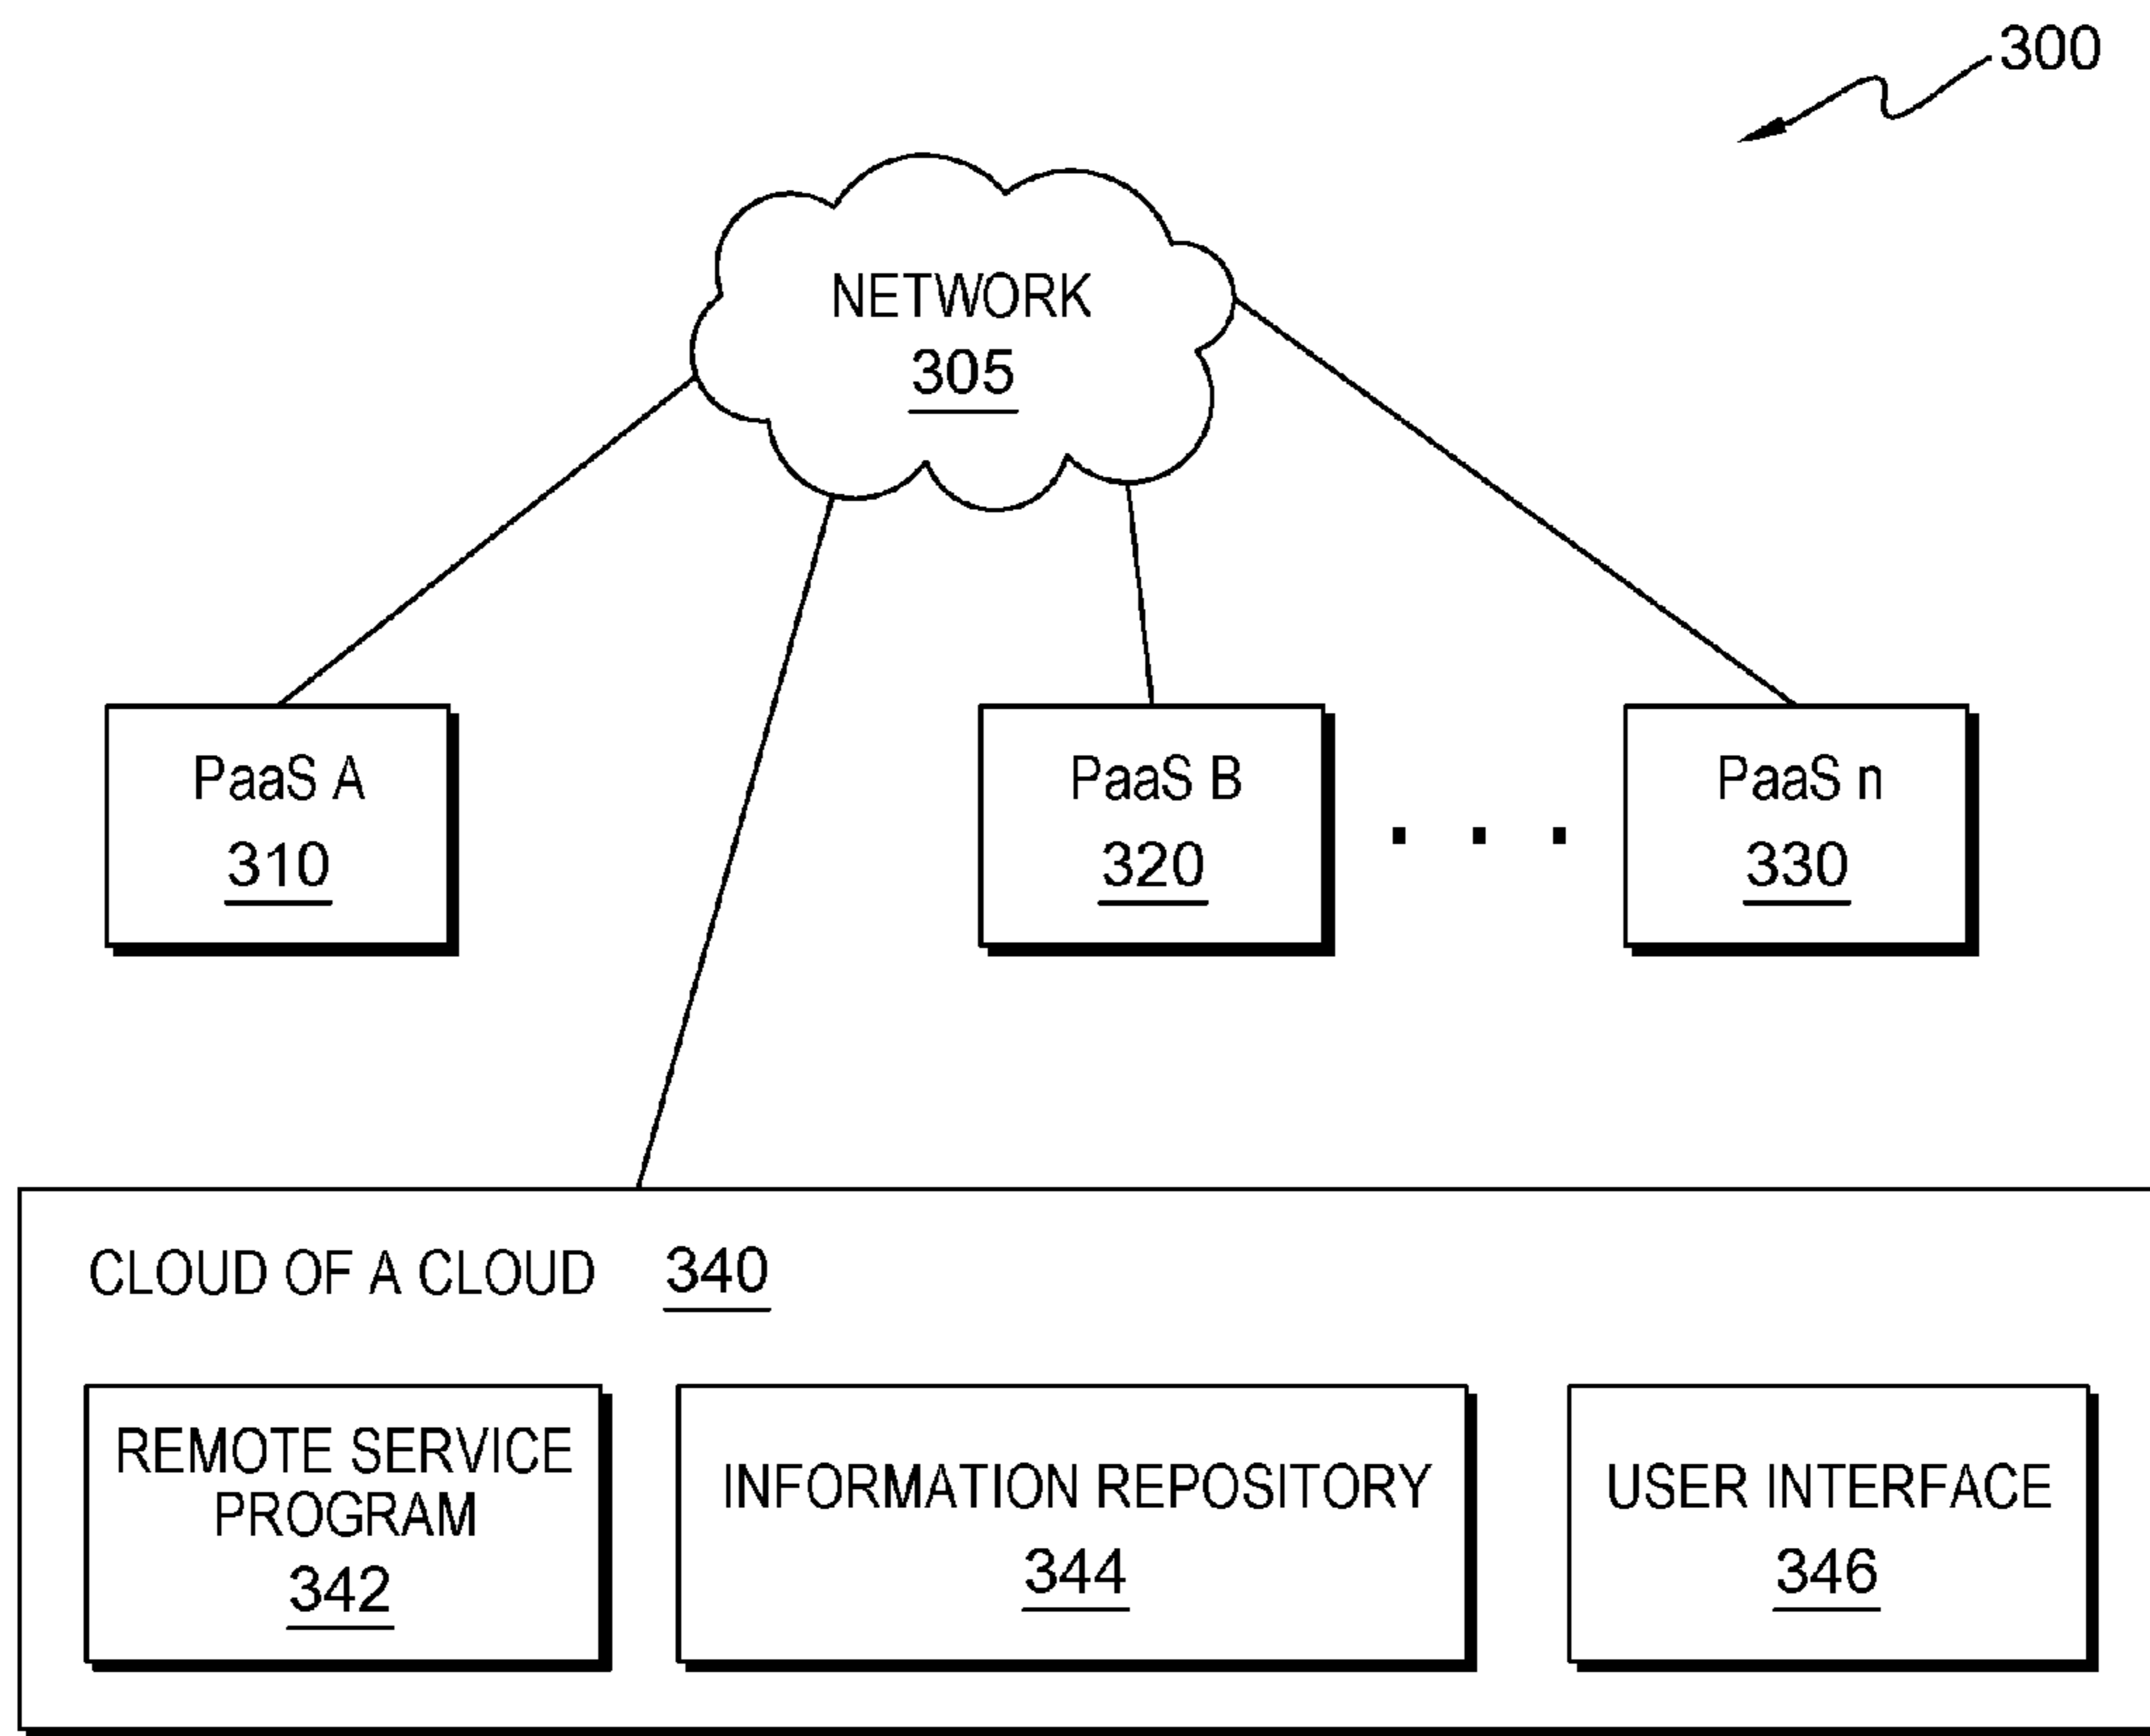 300
NETWORK
305
PaaS A
310
PaaS B
320
. . .
PaaS n
330
CLOUD OF A CLOUD 340
REMOTE SERVICE
PROGRAM
342
INFORMATION REPOSITORY
344
USER INTERFACE
346